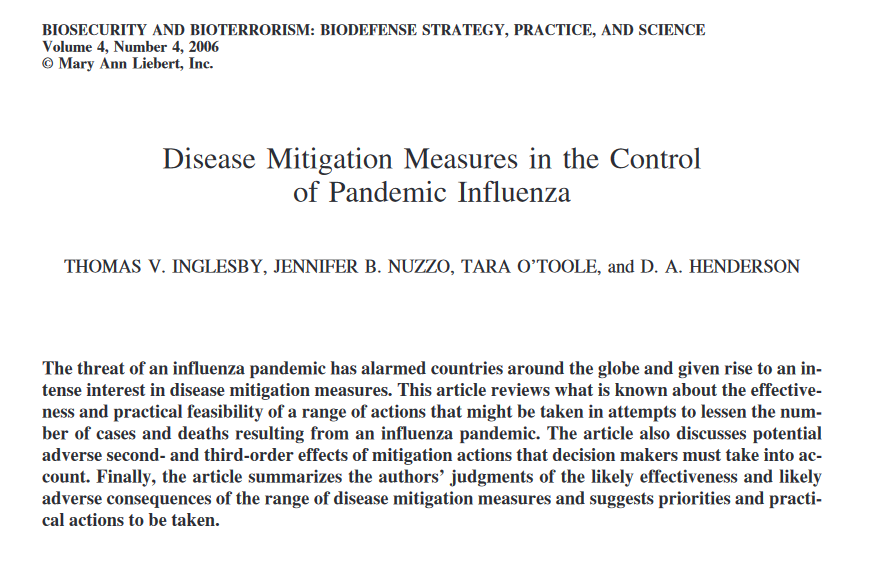 BIOSECURITY AND BIOTERRORISM: BIODEFENSE STRATEGY, PRACTICE, AND SCIENCE
Volume 4, Number 4, 2006
© Mary Ann Liebert, Inc.
Disease Mitigation Measures in the Control
of Pandemic Influenza
THOMAS V. INGLESBY, JENNIFER B. NUZZO, TARA O’TOOLE, and D. A. HENDERSON
The threat of an influenza pandemic has alarmed countries around the globe and given rise to an in-
tense interest in disease mitigation measures. This article reviews what is known about the effective-
ness and practical feasibility of a range of actions that might be taken in attempts to lessen the num-
ber of cases and deaths resulting from an influenza pandemic. The article also discusses potential
adverse second- and third-order effects of mitigation actions that decision makers must take into ac-
count. Finally, the article summarizes the authors’ judgments of the likely effectiveness and likely
adverse consequences of the range of disease mitigation measures and suggests priorities and practi-
cal actions to be taken.